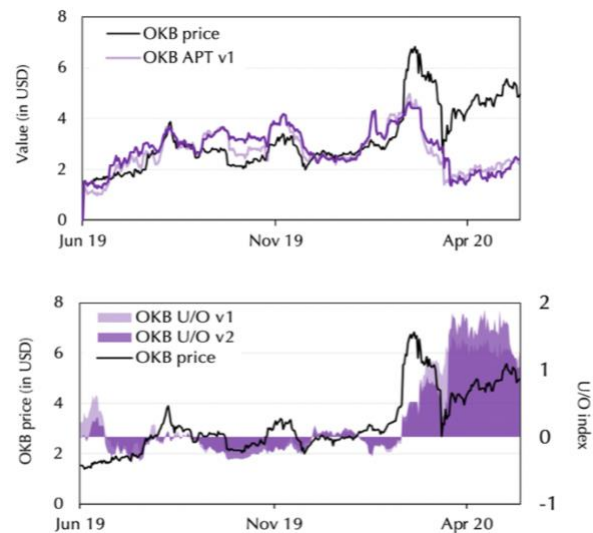 8
OKB price
OKB APT v1
6
4
2
0
Value (in USD)
Jun 19
Nov 19
Apr 20
8
2
OKB U/O v1
OKB U/O v2
OKB price
6
1
4
0
2
0
-1
OKB price (in USD)
U/O index
Jun 19
Nov 19
Apr 20